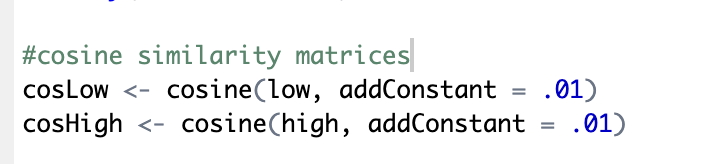 #cosine similarity matrices
cosLow <- cosine(low, addConstant = .01)
cosHigh <- cosine(high, addConstant = .01)